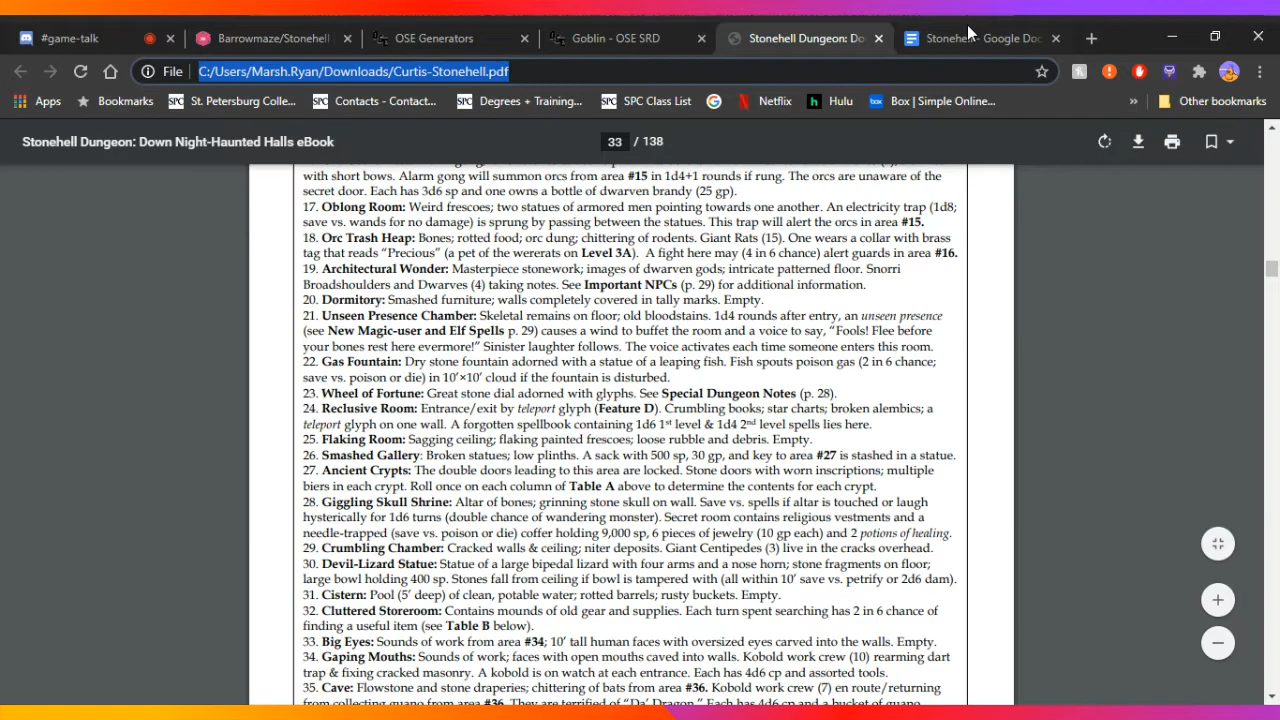 #game-talk
Barrowmaze/Stonehell
OSE Generators
Goblin - OSE SRD
Stonehell Dungeon: Do
Stonehe - Google Doc
File
C:/Users/Marsh.Ryan/Downloads/Curtis-Stonehell.pdf
Apps
Bookmarks
SPC St. Petersburg Colle...
SPC Contacts - Contact...
SPC Degrees + Training...
SPC SPC Class List
Netflix
h Hulu
box Box | Simple Online...
»
Other bookmarks
Stonehell Dungeon: Down Night-Haunted Halls eBook
33 / 138
with short bows. Alarm gong will summon orcs from area #15 in 1d4+1 rounds if rung. The orcs are unaware of the
secret door. Each has 3d6 sp and one owns a bottle of dwarven brandy (25 gp).
17. Oblong Room: Weird frescoes; two statues of armored men pointing towards one another. An electricity trap (1d8;
save vs. wands for no damage) is sprung by passing between the statues. This trap will alert the orcs in area #15.
18. Orc Trash Heap: Bones; rotted food; orc dung; chittering of rodents. Giant Rats (15). One wears a collar with brass
tag that reads “Precious” (a pet of the wererats on Level 3A). A fight here may (4 in 6 chance) alert guards in area #16.
19. Architectural Wonder: Masterpiece stonework; images of dwarven gods; intricate patterned floor. Snorri
Broadshoulders and Dwarves (4) taking notes. See Important NPCs (p. 29) for additional information.
20. Dormitory: Smashed furniture; walls completely covered in tally marks. Empty.
21. Unseen Presence Chamber: Skeletal remains on floor; old bloodstains. 1d4 rounds after entry, an unseen presence
(see New Magic-user and Elf Spells p. 29) causes a wind to buffet the room and a voice to say, “Fools! Flee before
your bones rest here evermore!” Sinister laughter follows. The voice activates each time someone enters this room.
22. Gas Fountain: Dry stone fountain adorned with a statue of a leaping fish. Fish spouts poison gas (2 in 6 chance;
save vs. poison or die) in 10’×10’ cloud if the fountain is disturbed.
23. Wheel of Fortune: Great stone dial adorned with glyphs. See Special Dungeon Notes (p. 28).
24. Reclusive Room: Entrance/exit by teleport glyph (Feature D). Crumbling books; star charts; broken alembics; a
teleport glyph on one wall. A forgotten spellbook containing 1d6 1st level & 1d4 2nd level spells lies here.
25. Flaking Room: Sagging ceiling; flaking painted frescoes; loose rubble and debris. Empty.
26. Smashed Gallery: Broken statues; low plinths. A sack with 500 sp, 30 gp, and key to area #27 is stashed in a statue.
27. Ancient Crypts: The double doors leading to this area are locked. Stone doors with worn inscriptions; multiple
biers in each crypt. Roll once on each column of Table A above to determine the contents for each crypt.
28. Giggling Skull Shrine: Altar of bones; grinning stone skull on wall. Save vs. spells if altar is touched or laugh
hysterically for 1d6 turns (double chance of wandering monster). Secret room contains religious vestments and a
needle-trapped (save vs. poison or die) coffer holding 9,000 sp, 6 pieces of jewelry (10 gp each) and 2 potions of healing.
29. Crumbling Chamber: Cracked walls & ceiling; niter deposits. Giant Centipedes (3) live in the cracks overhead.
30. Devil-Lizard Statue: Statue of a large bipedal lizard with four arms and a nose horn; stone fragments on floor;
large bowl holding 400 sp. Stones fall from ceiling if bowl is tampered with (all within 10’ save vs. petrify or 2d6 dam).
31. Cistern: Pool (5’ deep) of clean, potable water; rotted barrels; rusty buckets. Empty.
32. Cluttered Storeroom: Contains mounds of old gear and supplies. Each turn spent searching has 2 in 6 chance of
finding a useful item (see Table B below).
33. Big Eyes: Sounds of work from area #34; 10’ tall human faces with oversized eyes carved into the walls. Empty.
34. Gaping Mouths: Sounds of work; faces with open mouths caved into walls. Kobold work crew (10) rearming dart
trap & fixing cracked masonry. A kobold is on watch at each entrance. Each has 4d6 cp and assorted tools.
35. Cave: Flowstone and stone draperies; chittering of bats from area #36. Kobold work crew (7) en route/returning
from collecting guano from area #36. They are terrified of “Da’ Dragon.” Each has 4d6 cp and a bucket of guano.